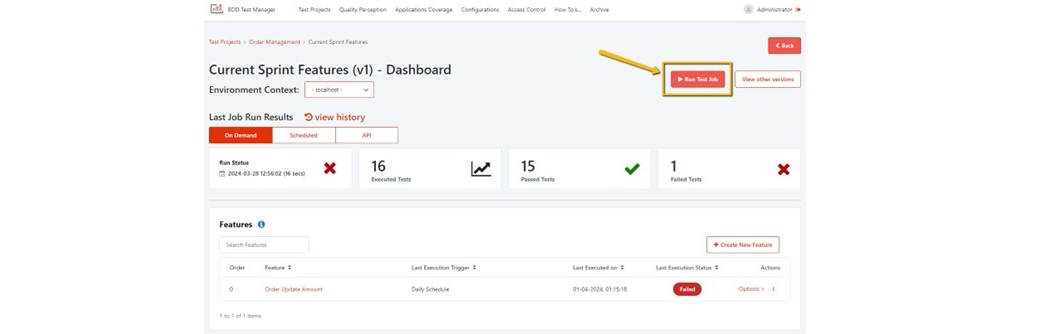 BDD Test Manager Test Projects Quality Perception Applications Coverage Configurations Access Control How To's... Archive Administrator
Test Projects > Order Management > Current Sprint Features
< Back
Current Sprint Features (v1) - Dashboard
Run Test Job
View other versions
Environment Context: - localhost -
Last Job Run Results view history
On Demand Scheduled API
Run Status
2024-03-28 12:56:02 (16 secs)
16
Executed Tests
15
Passed Tests
1
Failed Tests
Features
Search Features
+ Create New Feature
Order Feature Last Execution Trigger Last Executed on Last Execution Status Actions
0 Order Update Amount Daily Schedule 01-04-2024, 01:15:18 Failed Options >
1 to 1 of 1 items